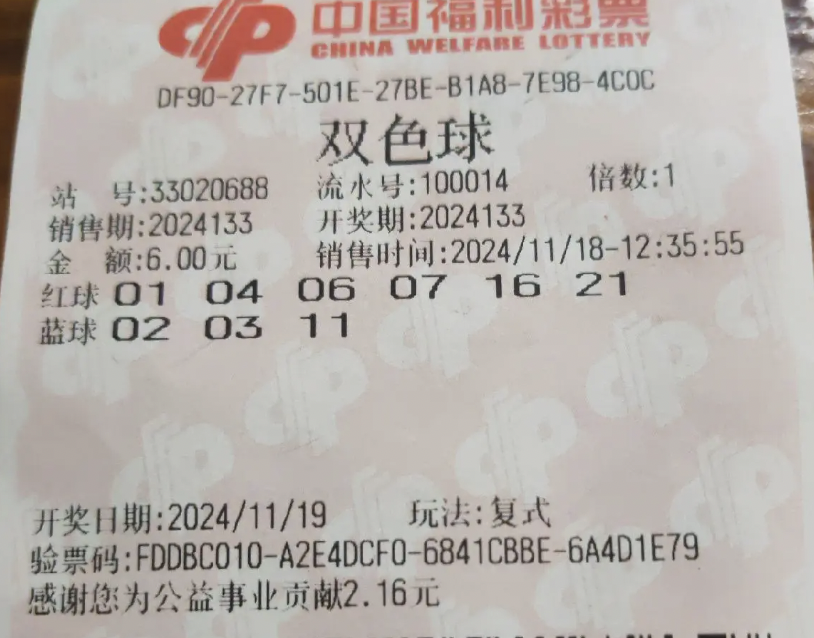 中国福利彩票
CHINA WELFARE LOTTERY
DF90-27F7-501E-27BE-B1A8-7E98-4C0C
双色球
站 号:33020688 流水号:100014 倍数:1
销售期:2024133 开奖期:2024133
金 额:6.00元 销售时间:2024/11/18-12:35:55
红球 01 04 06 07 16 21
蓝球 02 03 11
开奖日期:2024/11/19 玩法:复式
验票码:FDDBC010-A2E4DCF0-6841CBBE-6A4D1E79
感谢您为公益事业贡献2.16元